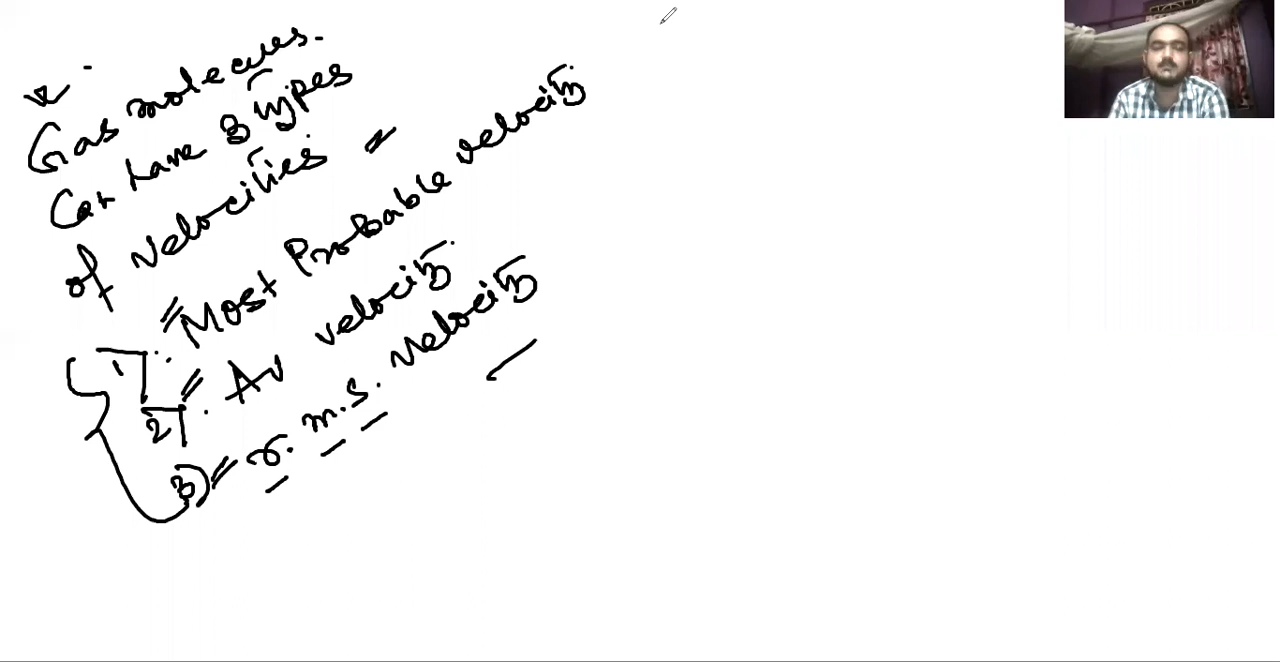 Gas molecules.
Can have 3 types
of velocities
1. Most Probable velocity
2. Av velocity
3) r.m.s. velocity